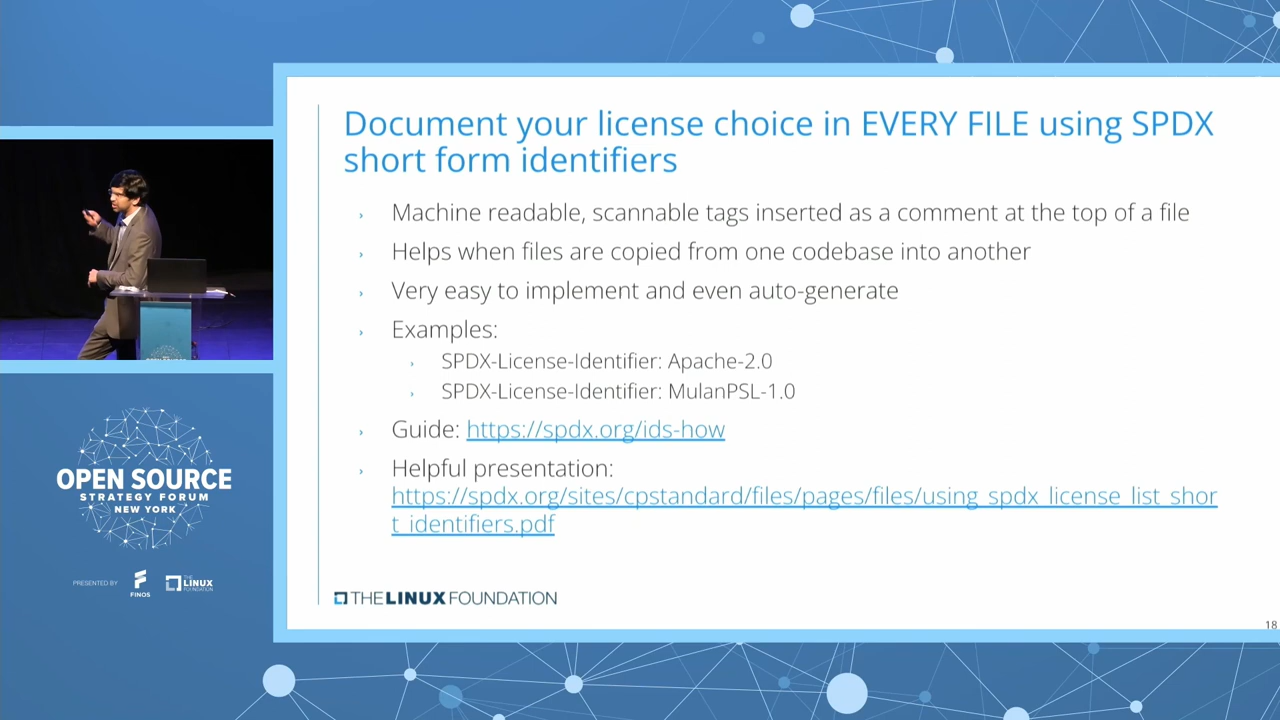 Document your license choice in EVERY FILE using SPDX
short form identifiers
› Machine readable, scannable tags inserted as a comment at the top of a file
› Helps when files are copied from one codebase into another
› Very easy to implement and even auto-generate
› Examples:
› SPDX-License-Identifier: Apache-2.0
› SPDX-License-Identifier: MulanPSL-1.0
› Guide: https://spdx.org/ids-how
› Helpful presentation:
https://spdx.org/sites/cpstandard/files/pages/files/using_spdx_license_list_shor
t_identifiers.pdf
THE LINUX FOUNDATION
18
OPEN SOURCE
STRATEGY FORUM
NEW YORK
PRESENTED BY
FINOS
THE
LINUX
FOUNDATION